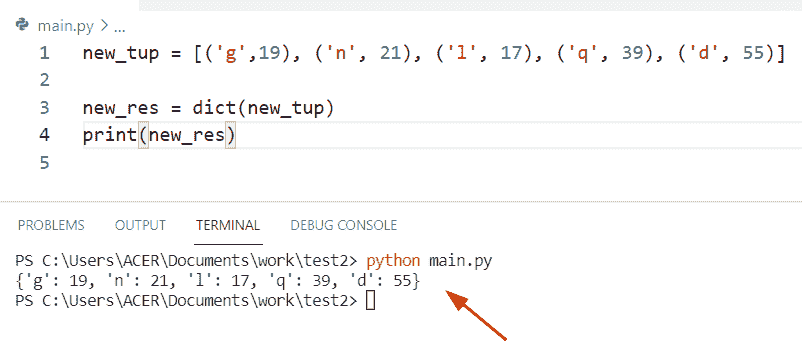 main.py > ...
1 new_tup = [('g',19), ('n', 21), ('l', 17), ('q', 39), ('d', 55)]
2
3 new_res = dict(new_tup)
4 print(new_res)
5
PROBLEMS OUTPUT TERMINAL DEBUG CONSOLE
PS C:\Users\ACER\Documents\work\test2> python main.py
{'g': 19, 'n': 21, 'l': 17, 'q': 39, 'd': 55}
PS C:\Users\ACER\Documents\work\test2>